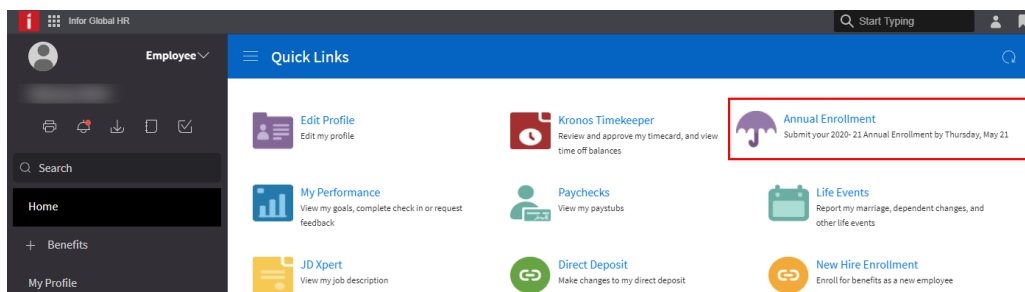 Infor Global HR
Start Typing
Employee
Quick Links
Search
Home
+ Benefits
My Profile
Edit Profile
Edit my profile
Kronos Timekeeper
Review and approve my timecard, and view
time off balances
Annual Enrollment
Submit your 2020- 21 Annual Enrollment by Thursday, May 21
My Performance
View my goals, complete check in or request
feedback
Paychecks
View my paystubs
Life Events
Report my marriage, dependent changes, and
other life events
JD Xpert
View my job description
Direct Deposit
Make changes to my direct deposit
New Hire Enrollment
Enroll for benefits as a new employee